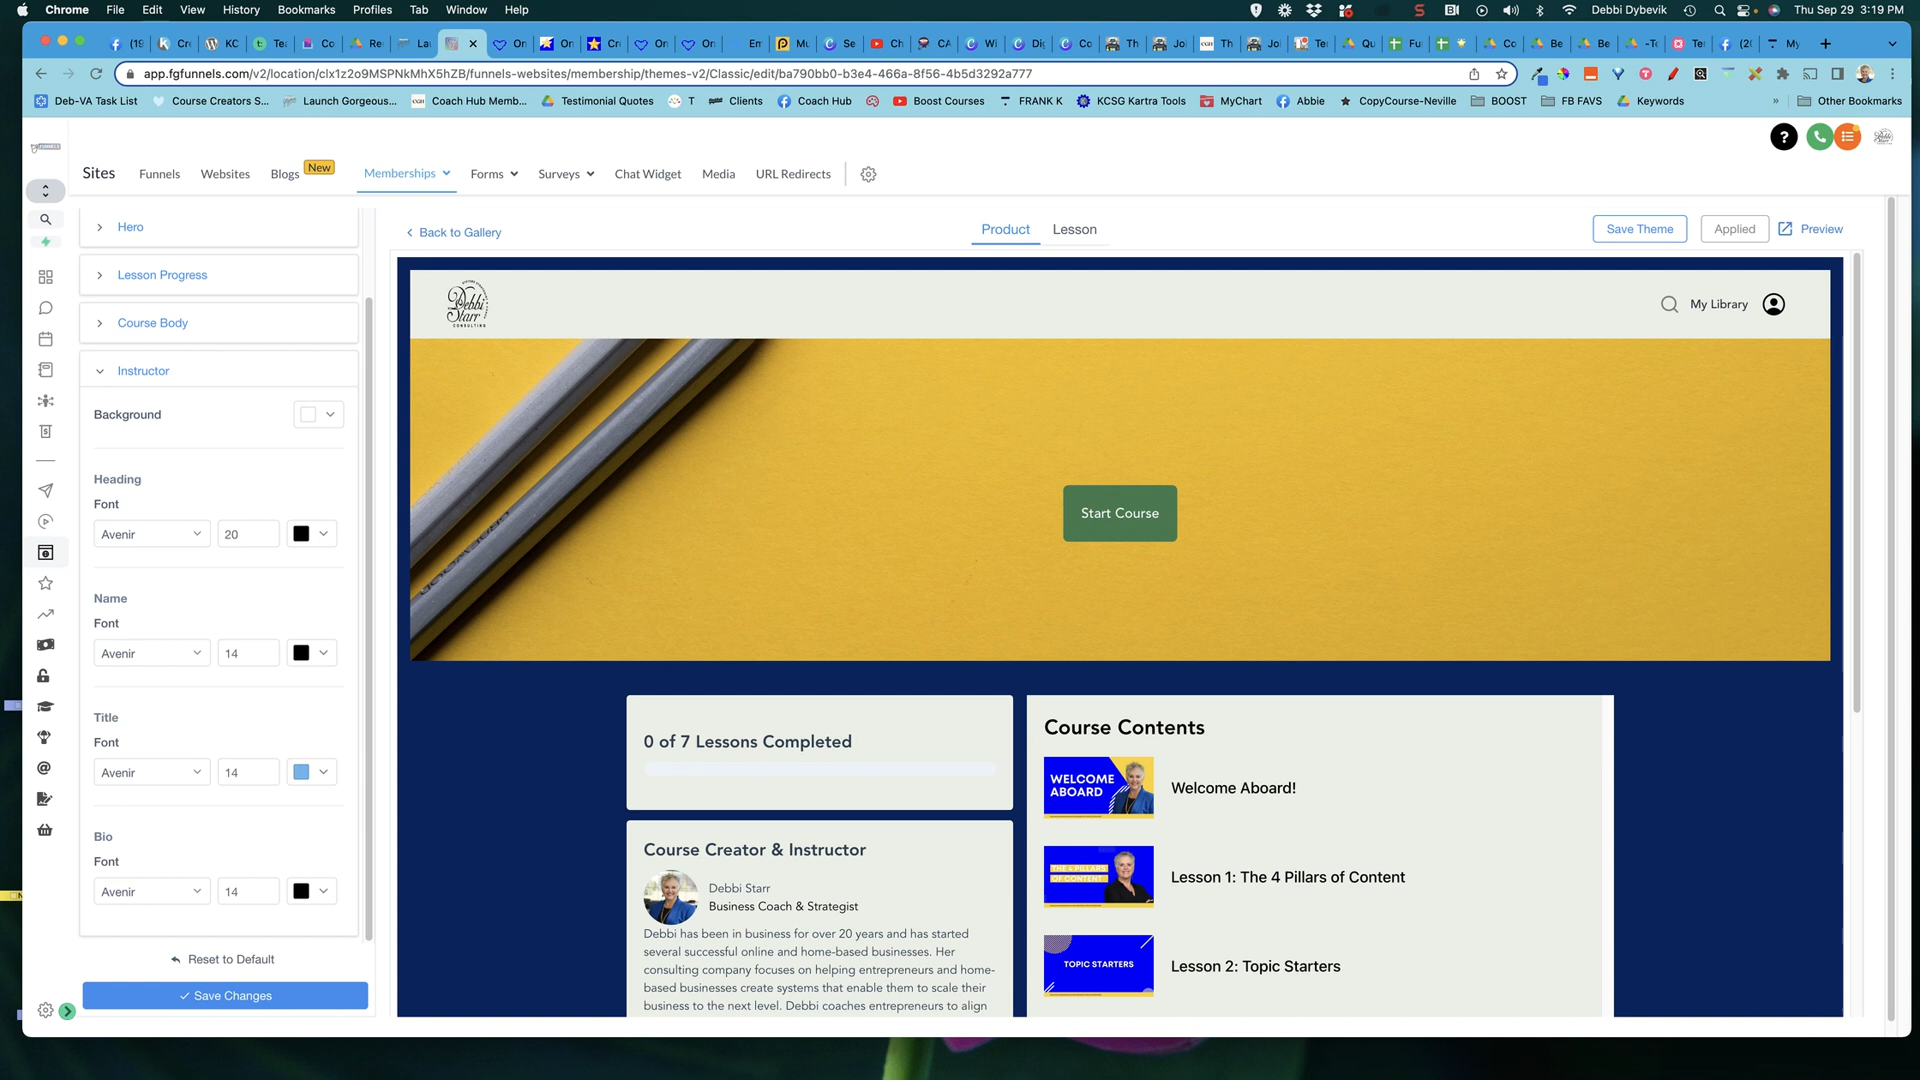 Chrome File Edit View History Bookmarks Profiles Tab Window Help
Debbi Dybevik Thu Sep 29 3:19 PM
app.fgfunnels.com/v2/location/clx1z2o9MSPNkMhX5hZB/funnels-websites/membership/themes-v2/Classic/edit/ba790bb0-b3e4-466a-8f56-4b5d3292a777
Deb-VA Task List Course Creators S... Launch Gorgeous... Coach Hub Memb... Testimonial Quotes T Clients Coach Hub Boost Courses FRANK K KCSG Kartra Tools MyChart Abbie CopyCourse-Neville BOOST FB FAVS Keywords » Other Bookmarks
Sites Funnels Websites Blogs New Memberships Forms Surveys Chat Widget Media URL Redirects
Hero
Lesson Progress
Course Body
Instructor
Background
Heading
Font
Avenir 20
Name
Font
Avenir 14
Title
Font
Avenir 14
Bio
Font
Avenir 14
Reset to Default
Save Changes
Back to Gallery
Product Lesson
Save Theme Applied Preview
Debbi
Starr
CONSULTING
My Library
Start Course
0 of 7 Lessons Completed
Course Creator & Instructor
Debbi Starr
Business Coach & Strategist
Debbi has been in business for over 20 years and has started
several successful online and home-based businesses. Her
consulting company focuses on helping entrepreneurs and home-
based businesses create systems that enable them to scale their
business to the next level. Debbi coaches entrepreneurs to align
Course Contents
WELCOME
ABOARD
Welcome Aboard!
THE 4 PILLARS
OF CONTENT
Lesson 1: The 4 Pillars of Content
TOPIC STARTERS
Lesson 2: Topic Starters